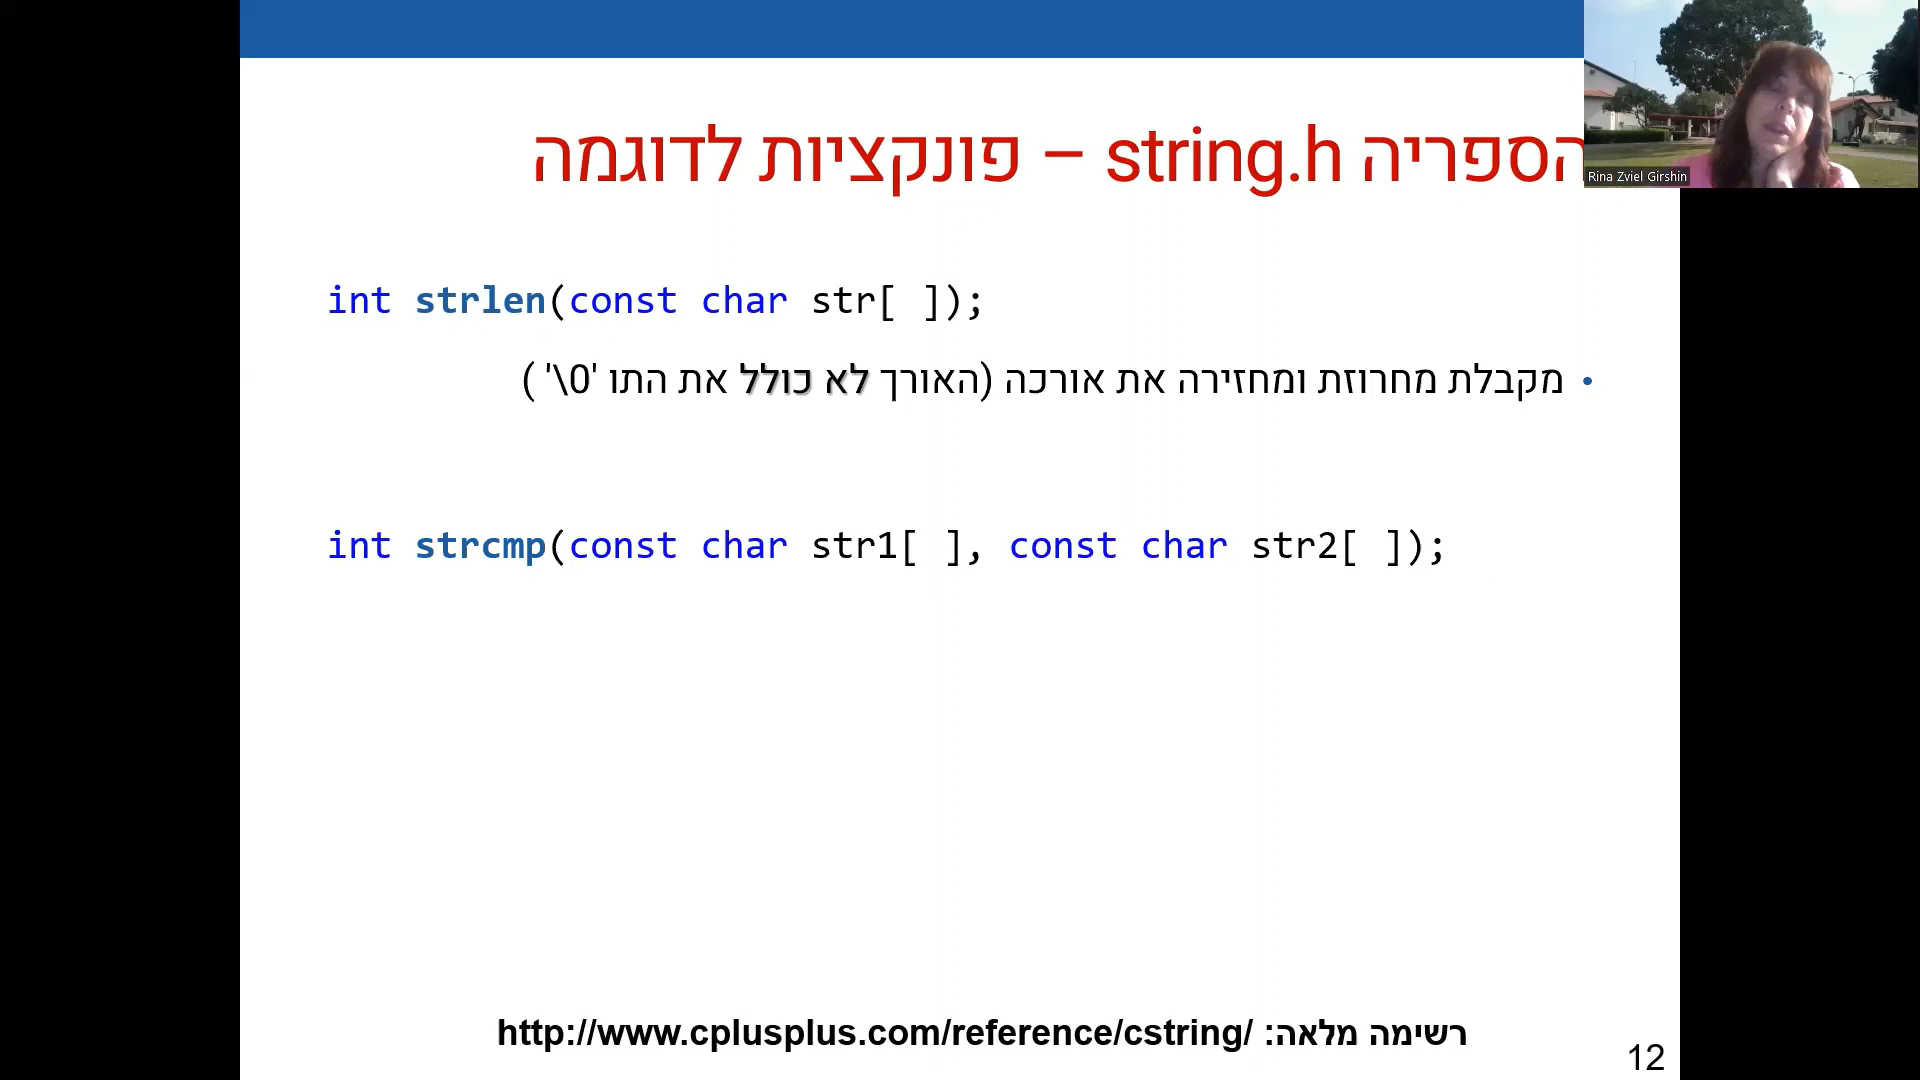 הספריה string.h – פונקציות לדוגמה
Rina Zviel Girshin
int strlen(const char str[ ]);
• מקבלת מחרוזת ומחזירה את אורכה (האורך לא כולל את התו '\0' )
int strcmp(const char str1[ ], const char str2[ ]);
רשימה מלאה: http://www.cplusplus.com/reference/cstring/
12